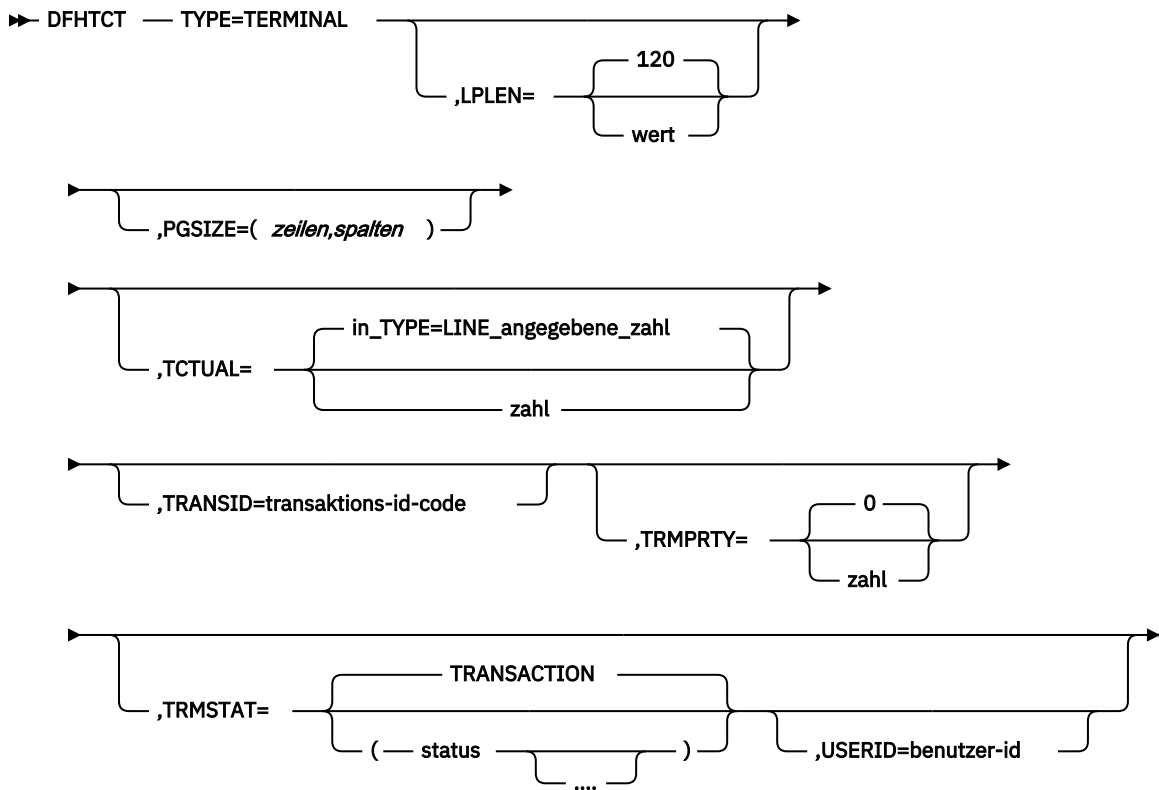 DFHTCT TYPE=TERMINAL
120
,LPLEN=
wert
,PGSIZE=( zeilen,spalten )
in_TYPE=LINE_angegebene_zahl
,TCTUAL=
zahl
,TRANSID=transaktions-id-code
0
,TRMPRTY=
zahl
TRANSACTION
,TRMSTAT=
( status )
,USERID=benutzer-id
....